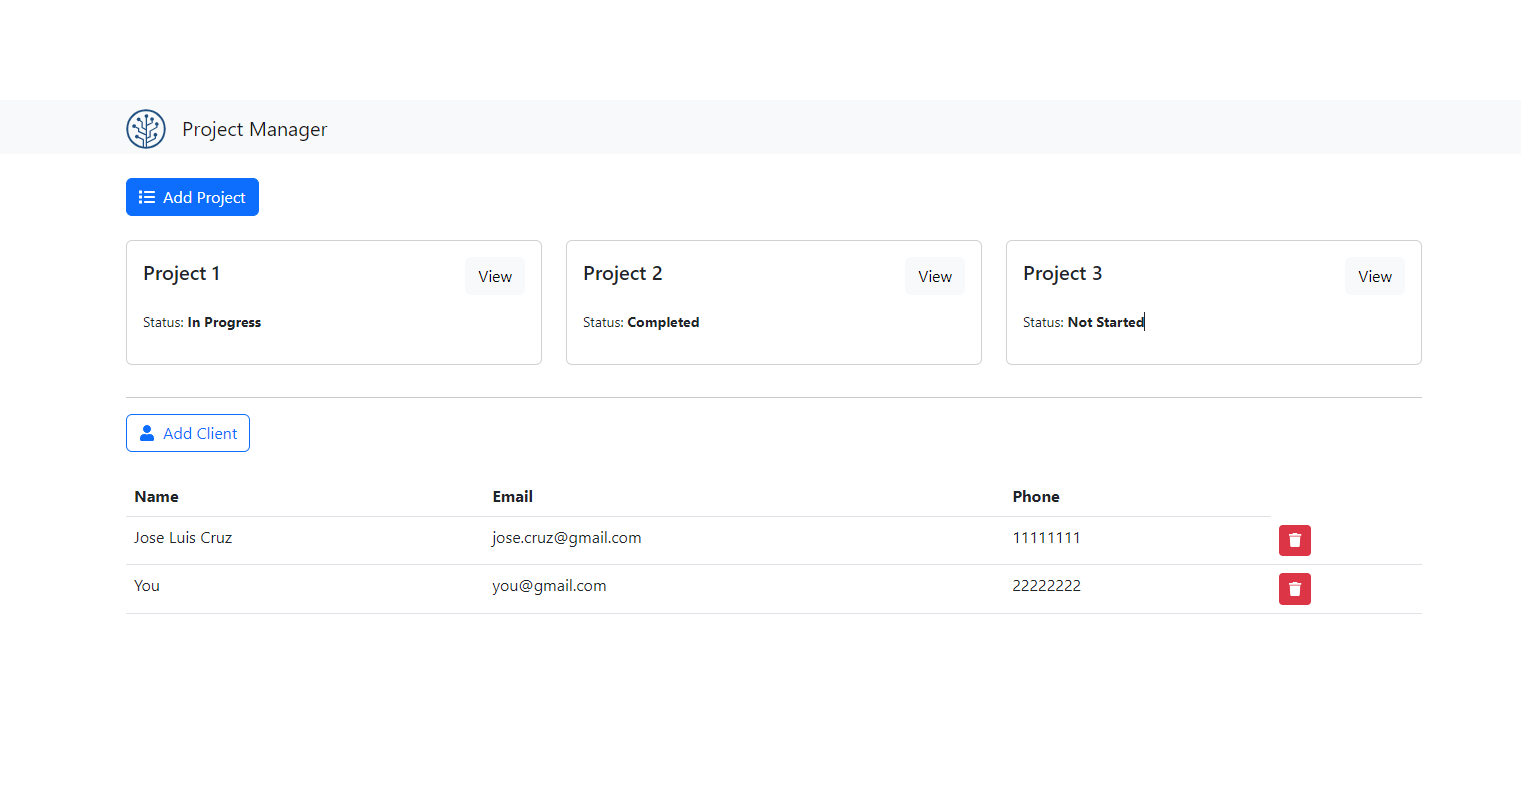 Project Manager
Add Project
Project 1 View
Status: In Progress
Project 2 View
Status: Completed
Project 3 View
Status: Not Started
Add Client
Name Email Phone
Jose Luis Cruz jose.cruz@gmail.com 11111111
You you@gmail.com 22222222